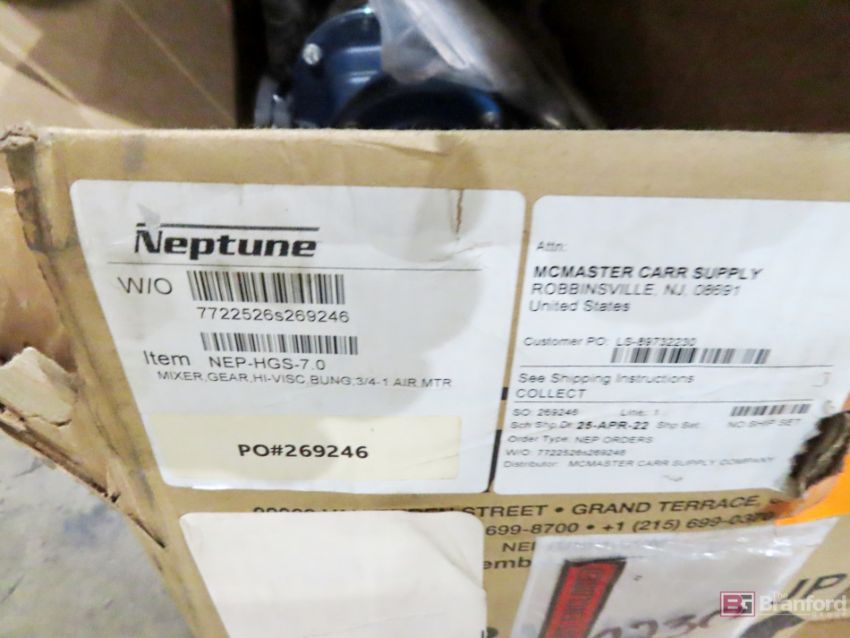 Neptune
W/O
7722526s269246
Item NEP-HGS-7.0
MIXER,GEAR,HI-VISC,BUNG,3/4-1 AIR MTR
PO#269246
Attn:
MCMASTER CARR SUPPLY
ROBBINSVILLE, NJ, 08691
United States
Customer PO: LS-89732230
See Shipping Instructions
COLLECT
SO: 269246 Line: 1
Sch Shp Dt: 25-APR-22 Shp Set: NO SHIP SET
Order Type: NEP ORDERS
W/O: 7722526s269246
Distributor: MCMASTER CARR SUPPLY COMPANY
STREET • GRAND TERRACE,
699-8700 • +1 (215) 699-0370
The Branford GROUP